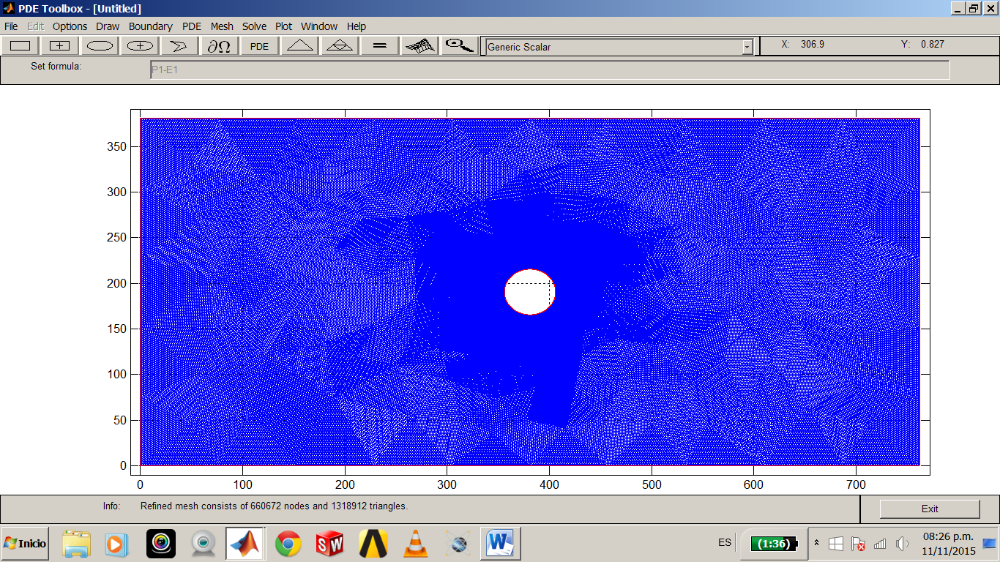 PDE Toolbox - [Untitled]
File Edit Options Draw Boundary PDE Mesh Solve Plot Window Help
∂Ω PDE = Generic Scalar X: 306.9 Y: 0.827
Set formula: P1-E1
350
300
250
200
150
100
50
0
0 100 200 300 400 500 600 700
Info: Refined mesh consists of 660672 nodes and 1318912 triangles.
Exit
Inicio SW W ES (1:36) 08:26 p.m.
11/11/2015